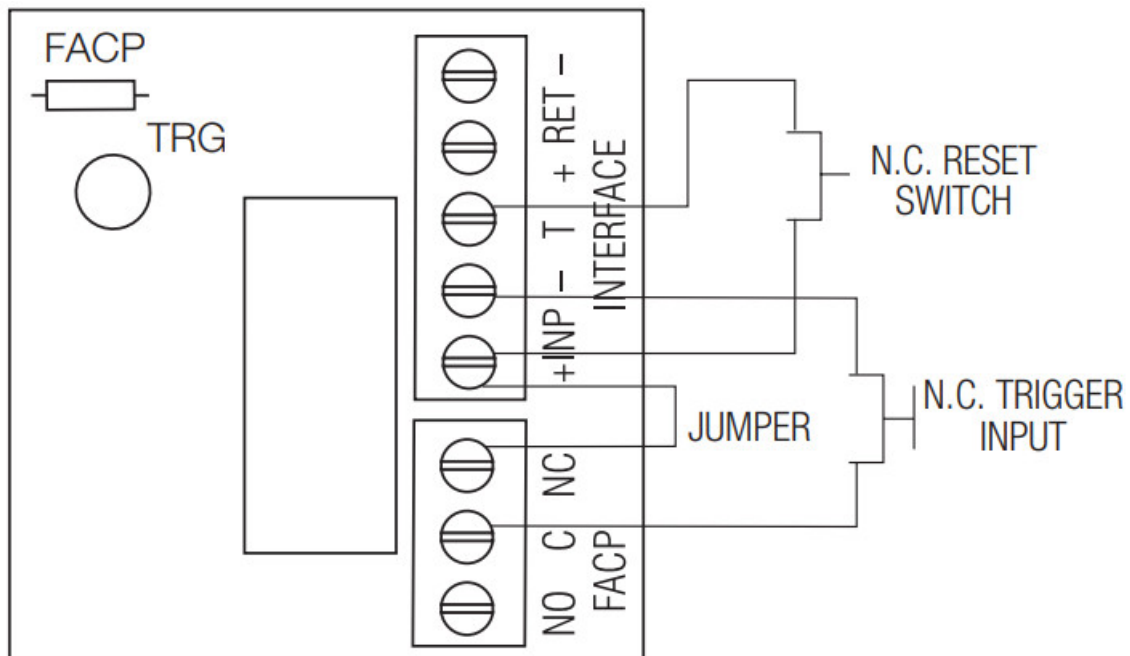 FACP
TRG
+ RET -
T
- INP +
INTERFACE
N.C. RESET
SWITCH
N.C. TRIGGER
INPUT
JUMPER
NO C NC
FACP